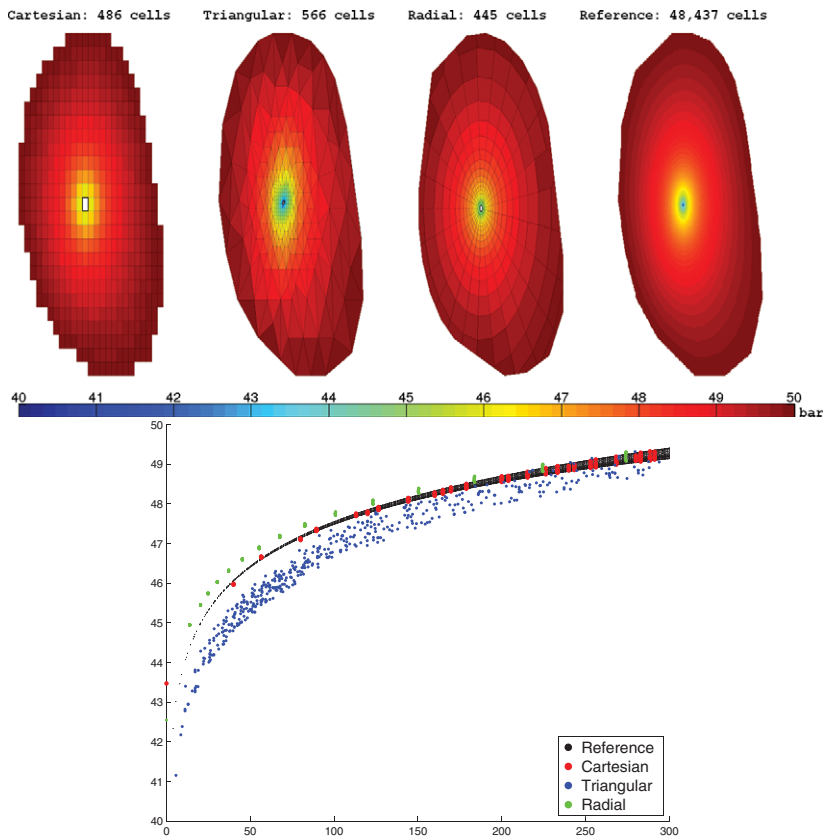 Cartesian: 486 cells Triangular: 566 cells Radial: 445 cells Reference: 48,437 cells
40 41 42 43 44 45 46 47 48 49 50 bar
50
49
48
47
46
45
44
43
42
41
40
Reference
Cartesian
Triangular
Radial
0 50 100 150 200 250 300